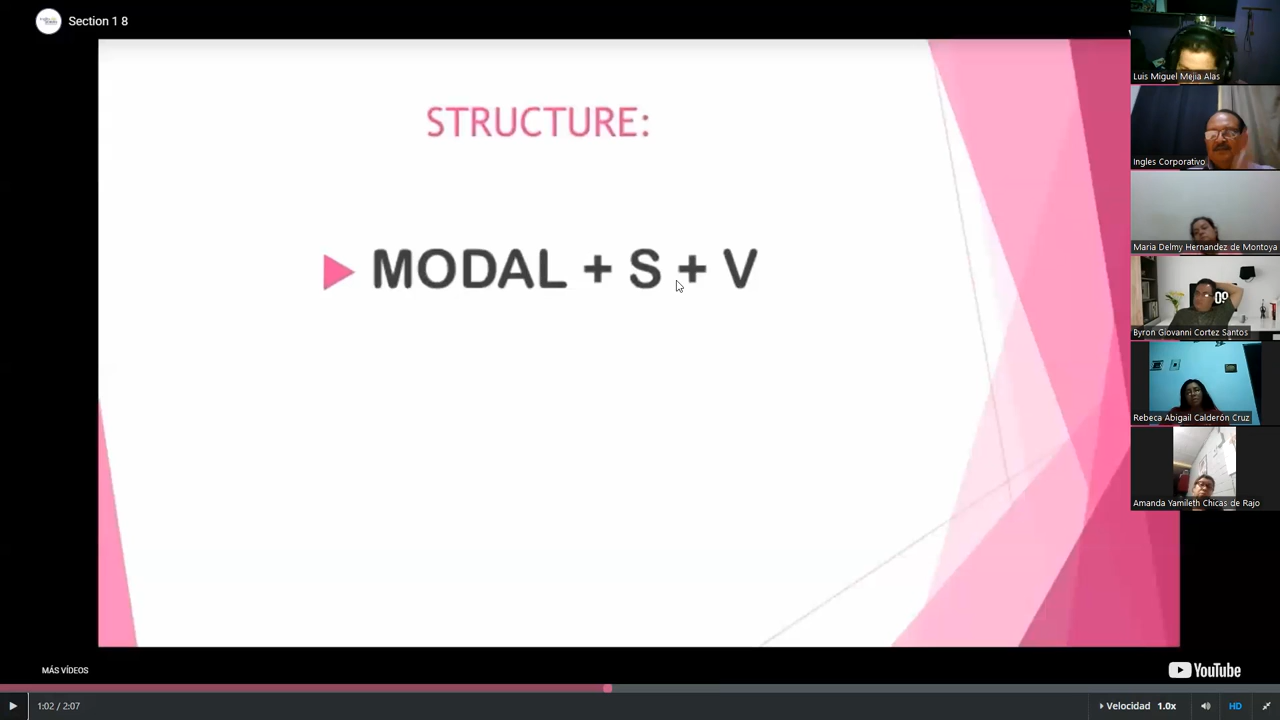 Section 1 8
STRUCTURE:
MODAL + S + V
Luis Miguel Mejia Alas
Ingles Corporativo
Maria Delmy Hernandez de Montoya
Byron Giovanni Cortez Santos
Rebeca Abigail Calderón Cruz
Amanda Yamileth Chicas de Rajo
MÁS VÍDEOS
YouTube
1:02 / 2:07
Velocidad 1.0x
HD